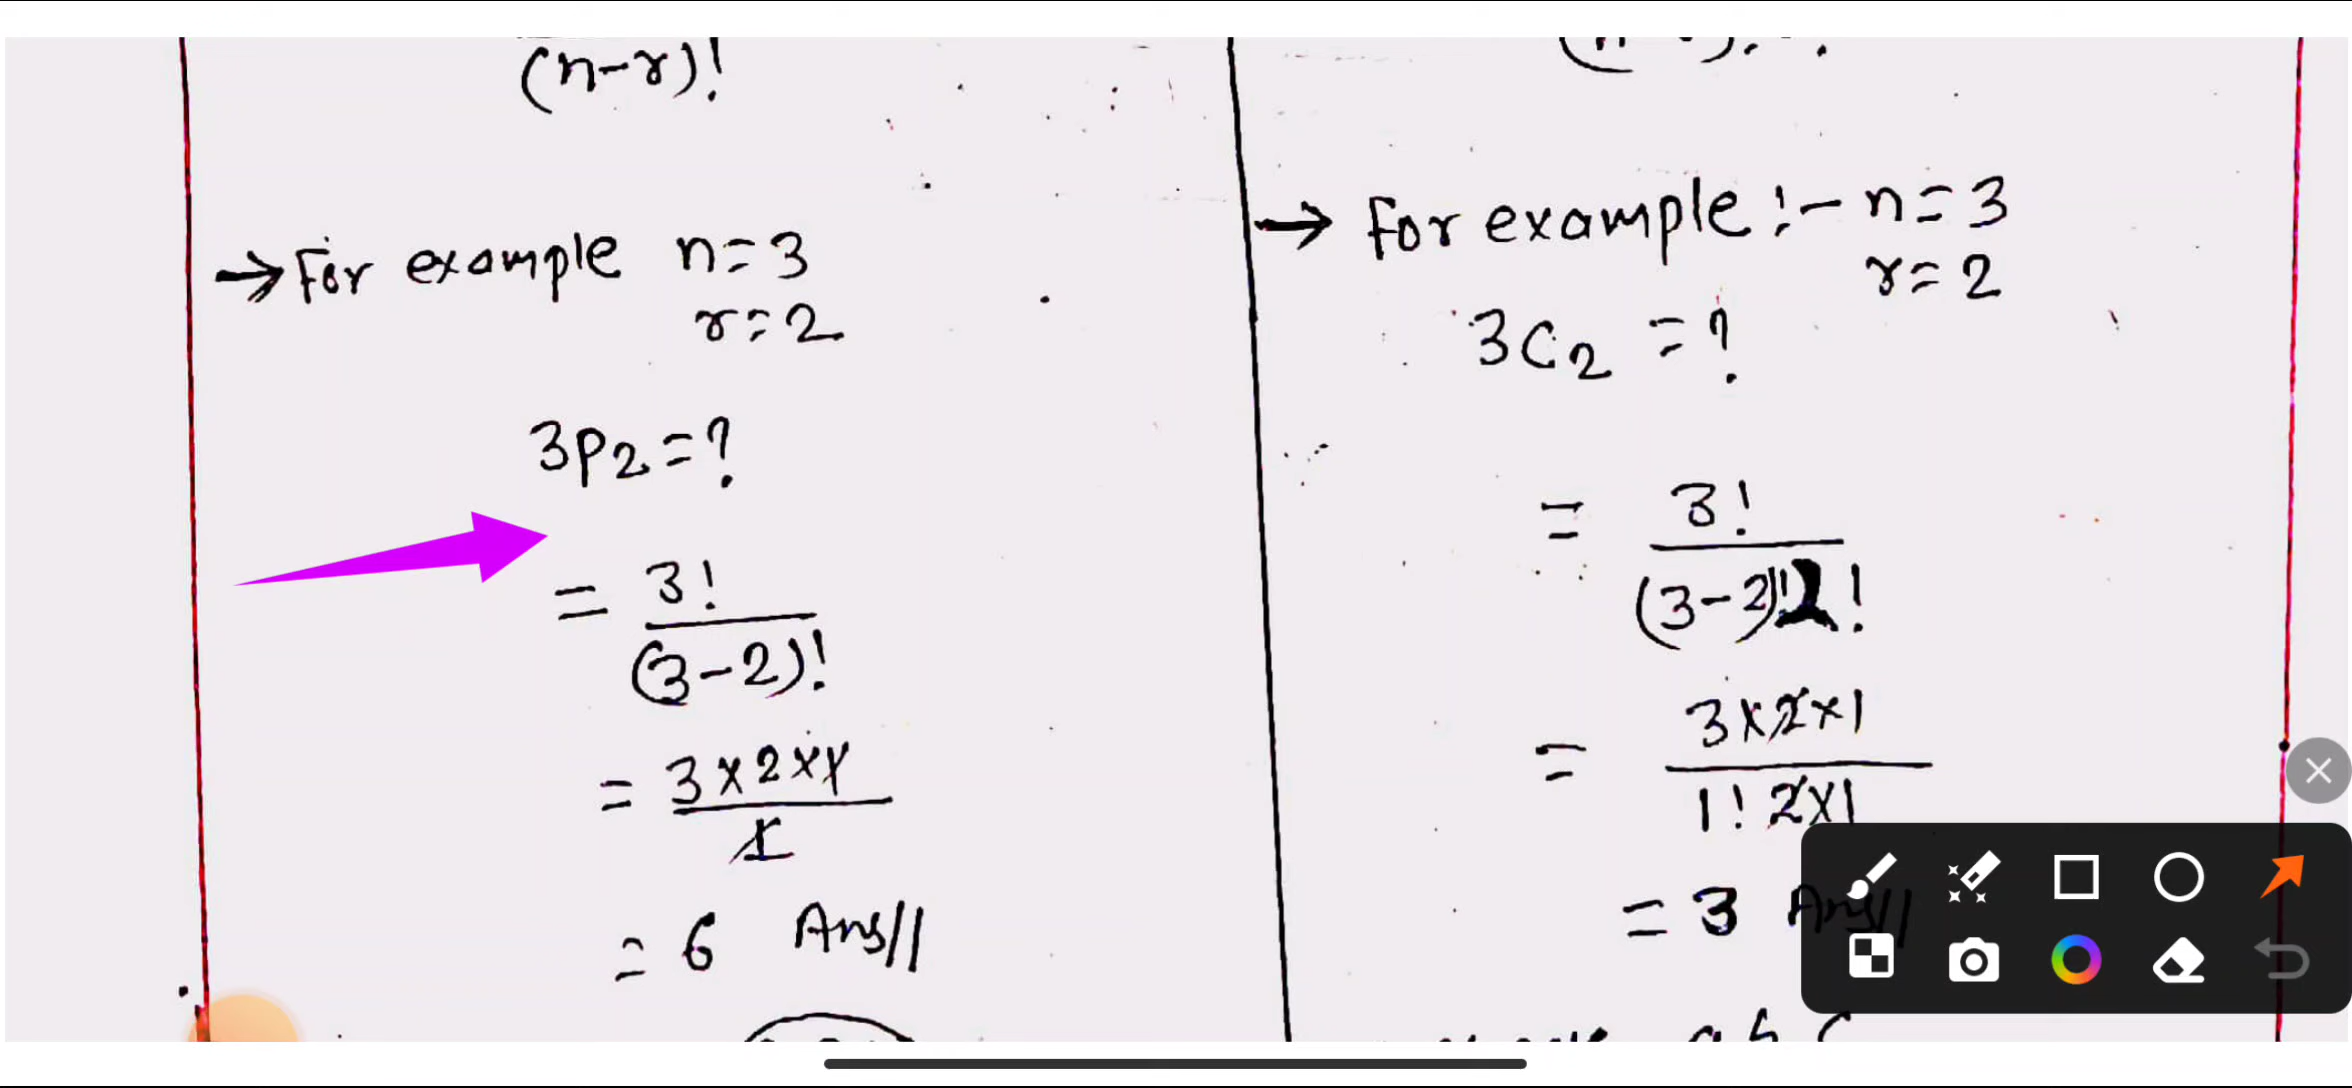 (n-r)!
→ For example n=3
r=2
3P2=?
= 3!
(3-2)!
= 3×2×1
1
= 6 Ans//
→ For example :- n=3
r=2
3C2 = ?
= 3!
(3-2)!2!
= 3×2×1
1! 2×1
= 3 Ans//